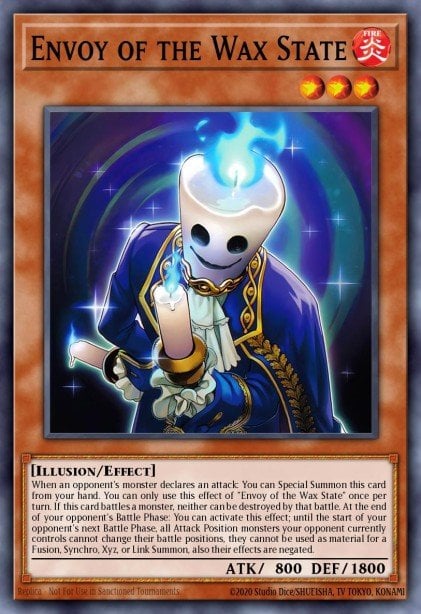 ENVOY OF THE WAX STATE
FIRE
炎
[ILLUSION/EFFECT]
When an opponent's monster declares an attack: You can Special Summon this card
from your hand. You can only use this effect of "Envoy of the Wax State" once per
turn. If this card battles a monster, neither can be destroyed by that battle. At the
end of your opponent's Battle Phase: You can activate this effect; until the start of your
opponent's next Battle Phase, all Attack Position monsters your opponent currently
controls cannot change their battle positions, they cannot be used as material for a
Fusion, Synchro, Xyz, or Link Summon, also their effects are negated.
ATK/ 800 DEF/1800
Replica - Not For Use in Sanctioned Tournaments
©2020 Studio Dice/SHUEISHA, TV TOKYO, KONAMI